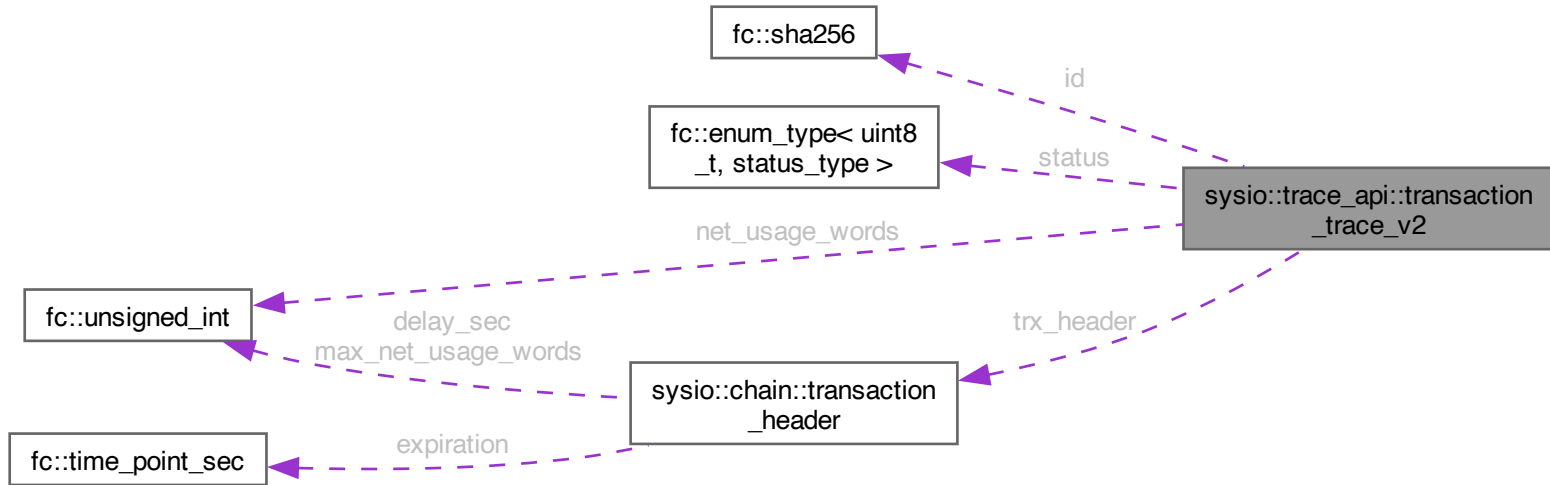 fc::sha256
id
fc::enum_type< uint8
_t, status_type >
status
sysio::trace_api::transaction
_trace_v2
net_usage_words
fc::unsigned_int
delay_sec
max_net_usage_words
trx_header
sysio::chain::transaction
_header
expiration
fc::time_point_sec